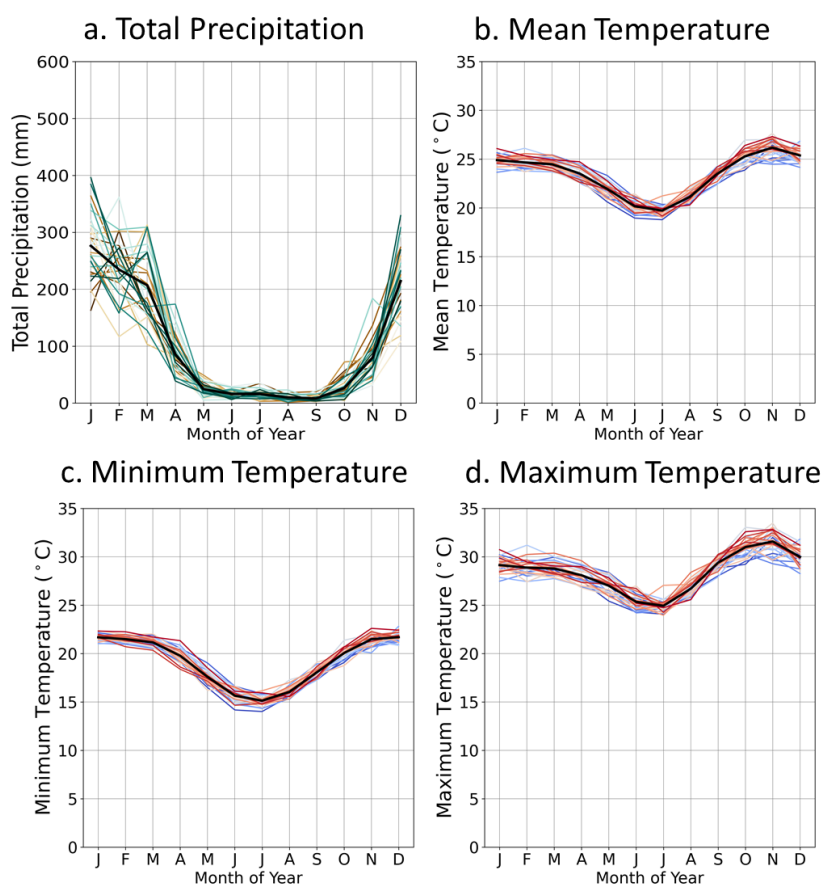 a. Total Precipitation
b. Mean Temperature
600
500
400
300
200
100
0
Total Precipitation (mm)
J F M A M J J A S O N D
Month of Year
35
30
25
20
15
10
5
0
Mean Temperature (°C)
J F M A M J J A S O N D
Month of Year
c. Minimum Temperature
d. Maximum Temperature
35
30
25
20
15
10
5
0
Minimum Temperature (°C)
J F M A M J J A S O N D
Month of Year
35
30
25
20
15
10
5
0
Maximum Temperature (°C)
J F M A M J J A S O N D
Month of Year